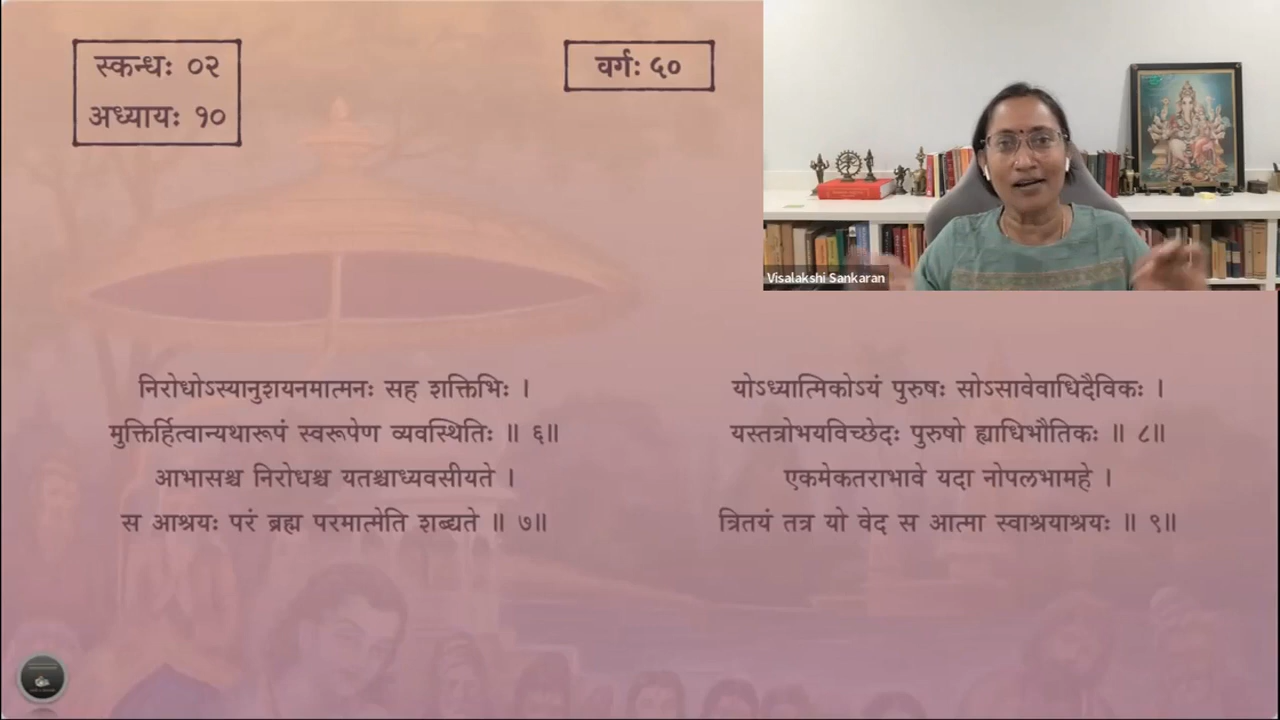 स्कन्धः ०२
अध्यायः १०
वर्गः ५०
Visalakshi Sankaran
निरोधोऽस्यानुशयनमात्मनः सह शक्तिभिः ।
मुक्तिर्हित्वान्यथारूपं स्वरूपेण व्यवस्थितिः ॥ ६॥
आभासश्च निरोधश्च यतश्चाध्यवसीयते ।
स आश्रयः परं ब्रह्म परमात्मेति शब्द्यते ॥ ७॥
योऽध्यात्मिकोऽयं पुरुषः सोऽसावेवाधिदैविकः ।
यस्तत्रोभयविच्छेदः पुरुषो ह्याधिभौतिकः ॥ ८॥
एकमेकतराभावे यदा नोपलभामहे ।
त्रितयं तत्र यो वेद स आत्मा स्वाश्रयाश्रयः ॥ ९॥